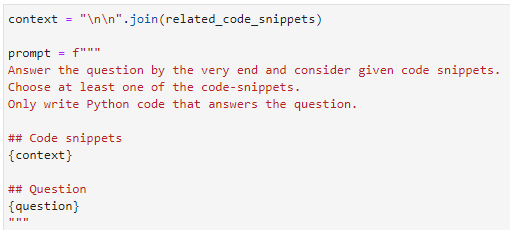 context = "\n\n".join(related_code_snippets)
prompt = f"""
Answer the question by the very end and consider given code snippets.
Choose at least one of the code-snippets.
Only write Python code that answers the question.
## Code snippets
{context}
## Question
{question}
"""